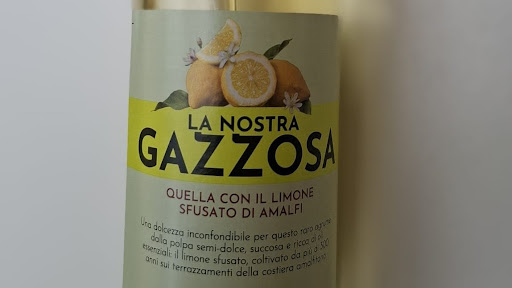 LA NOSTRA
GAZZOSA
QUELLA CON IL LIMONE
SFUSATO DI AMALFI
Una dolcezza inconfondibile per questo raro agrume
dalla polpa semi-dolce, succosa e ricca di oli
essenziali: il limone sfusato, coltivato da più di 300
anni sui terrazzamenti della costiera amalfitana.